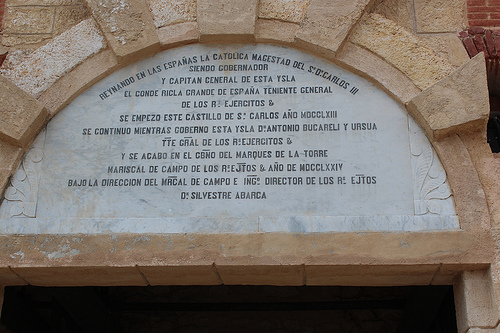 REYNANDO EN LAS ESPAÑAS LA CATOLICA MAGESTAD DEL S.R D.N CARLOS III
SIENDO GOBERNADOR
Y CAPITAN GENERAL DE ESTA YSLA
EL CONDE RICLA GRANDE DE ESPAÑA TENIENTE GENERAL
DE LOS R.S EJERCITOS &
SE EMPEZO ESTE CASTILLO DE S.N CARLOS AÑO MDCCLXIII
SE CONTINUO MIENTRAS GOBERNO ESTA YSLA D.N ANTONIO BUCARELI Y URSUA
TTE GRAL DE LOS R.S EJERCITOS &
Y SE ACABO EN EL GBNO DEL MARQUES DE LA TORRE
MARISCAL DE CAMPO DE LOS R.S EJTOS & AÑO DE MDCCLXXIV
BAJO LA DIRECCION DEL MRCAL DE CAMPO E ING.O DIRECTOR DE LOS R.S EJTOS
D.N SILVESTRE ABARCA